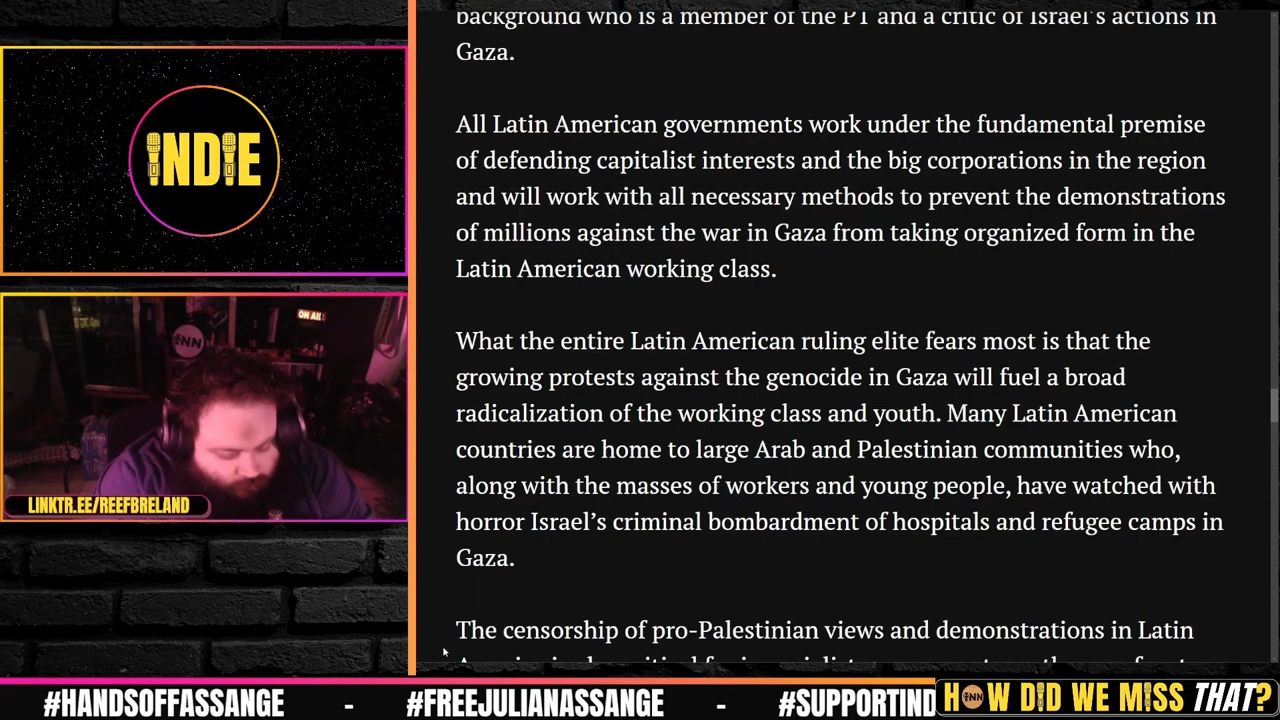 INDIE
ON AIR
INN
LINKTR.EE/REEFBRELAND
background who is a member of the PT and a critic of Israel's actions in
Gaza.
All Latin American governments work under the fundamental premise
of defending capitalist interests and the big corporations in the region
and will work with all necessary methods to prevent the demonstrations
of millions against the war in Gaza from taking organized form in the
Latin American working class.
What the entire Latin American ruling elite fears most is that the
growing protests against the genocide in Gaza will fuel a broad
radicalization of the working class and youth. Many Latin American
countries are home to large Arab and Palestinian communities who,
along with the masses of workers and young people, have watched with
horror Israel’s criminal bombardment of hospitals and refugee camps in
Gaza.
The censorship of pro-Palestinian views and demonstrations in Latin
#HANDSOFFASSANGE - #FREEJULIANASSANGE - #SUPPORTIND
HOW DID WE MISS THAT?
INN